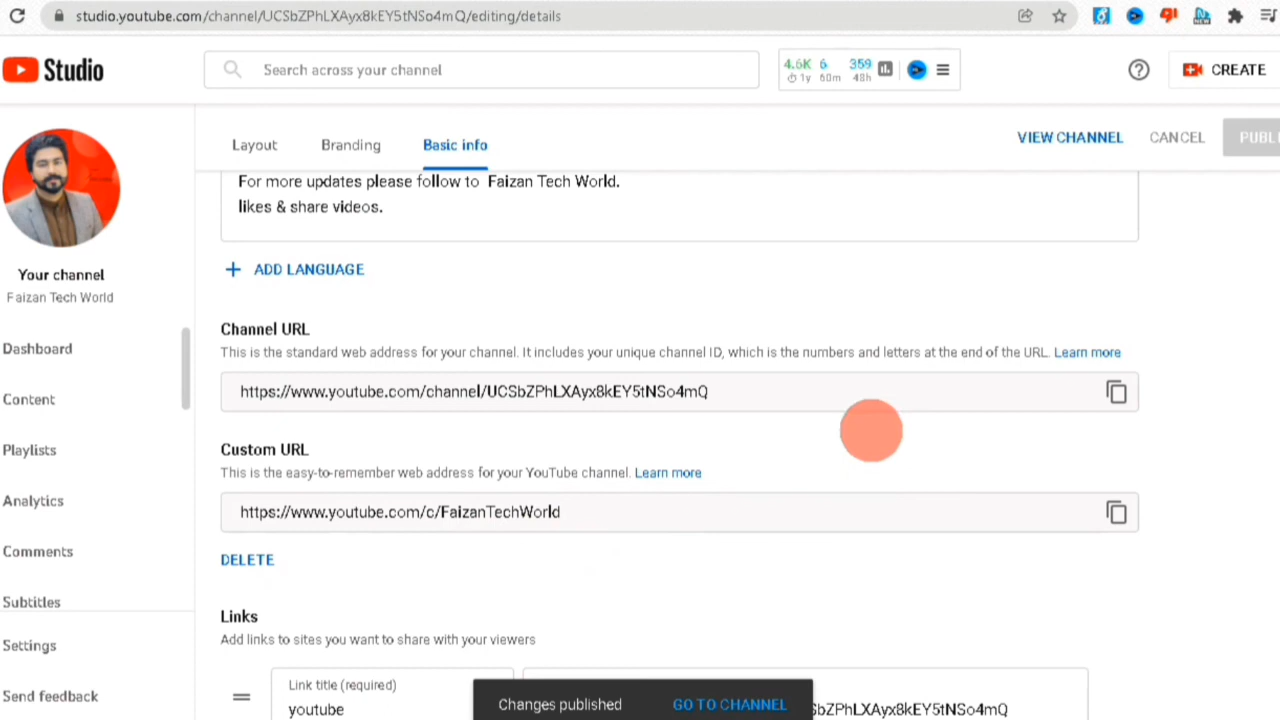 studio.youtube.com/channel/UCSbZPhLXAyx8kEY5tNSo4mQ/editing/details
Studio
Search across your channel
4.6K 6 359
1y 60m 48h
CREATE
Layout
Branding
Basic info
VIEW CHANNEL
CANCEL
PUBL
Your channel
Faizan Tech World
Dashboard
Content
Playlists
Analytics
Comments
Subtitles
Settings
Send feedback
For more updates please follow to Faizan Tech World.
likes & share videos.
ADD LANGUAGE
Channel URL
This is the standard web address for your channel. It includes your unique channel ID, which is the numbers and letters at the end of the URL. Learn more
https://www.youtube.com/channel/UCSbZPhLXAyx8kEY5tNSo4mQ
Custom URL
This is the easy-to-remember web address for your YouTube channel. Learn more
https://www.youtube.com/c/FaizanTechWorld
DELETE
Links
Add links to sites you want to share with your viewers
Link title (required)
youtube
bZPhLXAyx8kEY5tNSo4mQ
Changes published
GO TO CHANNEL